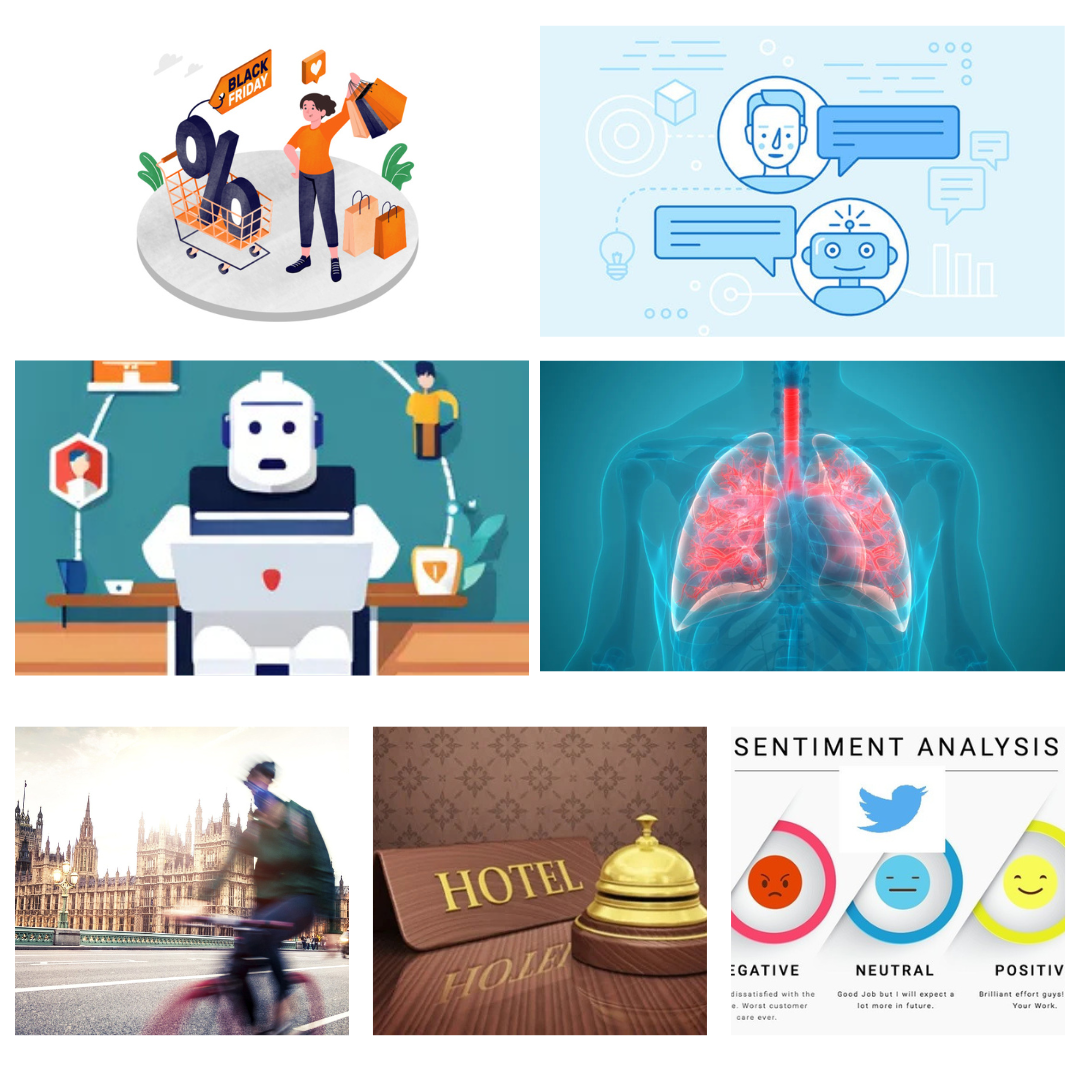 BLACK
FRIDAY
HOTEL
HOTEL
SENTIMENT ANALYSIS
EGATIVE
NEUTRAL
POSITIV
dissatisfied with the
e. Worst customer
care ever.
Good Job but I will expect a
lot more in future.
Brilliant effort guys!
Your Work.